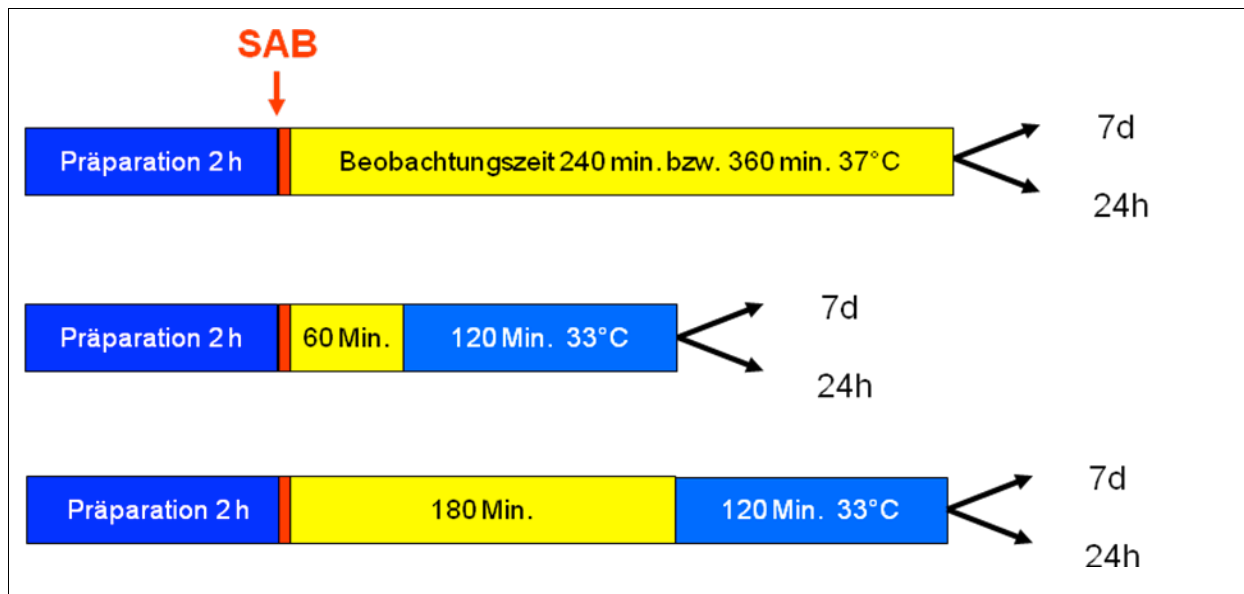 SAB
Präparation 2 h
Beobachtungszeit 240 min. bzw. 360 min. 37°C
7d
24h
Präparation 2 h
60 Min.
120 Min. 33°C
7d
24h
Präparation 2 h
180 Min.
120 Min. 33°C
7d
24h